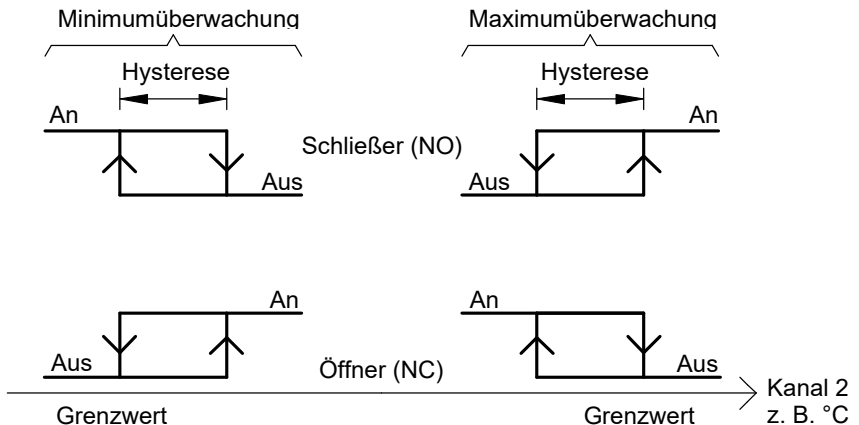 Minimumüberwachung
Maximumüberwachung
Hysterese
Hysterese
An
An
Schließer (NO)
Aus
Aus
An
An
Aus
Öffner (NC)
Aus
Kanal 2
Grenzwert
Grenzwert
z. B. °C